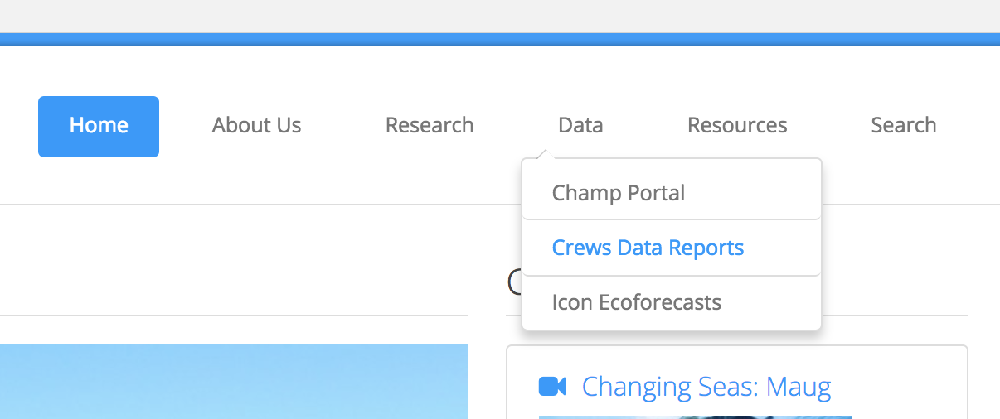 Home About Us Research Data Resources Search
Champ Portal
Crews Data Reports
Icon Ecoforecasts
Changing Seas: Maug